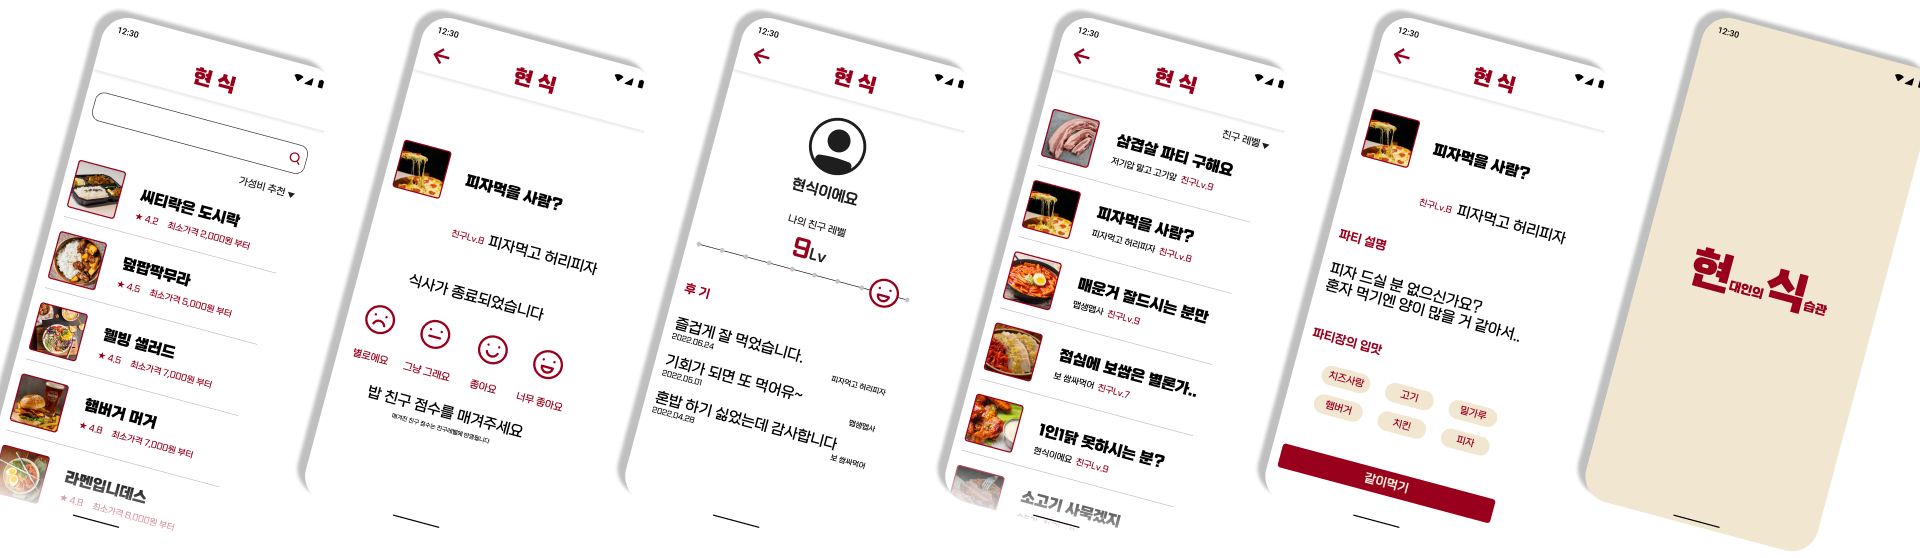 12:30
현 식
가성비 추천 ▼
씨티락은 도시락
★ 4.2 최소가격 2,000원 부터
덮팝팍무라
★ 4.5 최소가격 5,000원 부터
웰빙 샐러드
★ 4.5 최소가격 7,000원 부터
햄버거 머거
★ 4.8 최소가격 7,000원 부터
라멘입니데스
★ 4.8 최소가격 8,000원 부터
12:30
현 식
피자먹을 사람?
친구Lv.8 피자먹고 허리피자
식사가 종료되었습니다
별로에요
그냥 그래요
좋아요
너무 좋아요
밥 친구 점수를 매겨주세요
매겨진 친구 점수는 친구레벨에 반영됩니다
12:30
현 식
현식이에요
나의 친구 레벨
9Lv
후 기
즐겁게 잘 먹었습니다.
2022.06.24
피자먹고 허리피자
기회가 되면 또 먹어유~
2022.05.01
맵생맵사
혼밥 하기 싫었는데 감사합니다
2022.04.28
보 쌈싸먹어
12:30
현 식
친구 레벨 ▼
삼겹살 파티 구해요
저기압 말고 고기앞 친구Lv.9
피자먹을 사람?
피자먹고 허리피자 친구Lv.8
매운거 잘드시는 분만
맵생맵사 친구Lv.9
점심에 보쌈은 별론가..
보 쌈싸먹어 친구Lv.7
1인1닭 못하시는 분?
현식이에요 친구Lv.9
소고기 사묵겠지
12:30
현 식
피자먹을 사람?
친구Lv.8 피자먹고 허리피자
파티 설명
피자 드실 분 없으신가요?
혼자 먹기엔 양이 많을 거 같아서..
파티장의 입맛
치즈사랑 고기 밀가루
햄버거 치킨 피자
같이먹기
12:30
현대인의 식습관